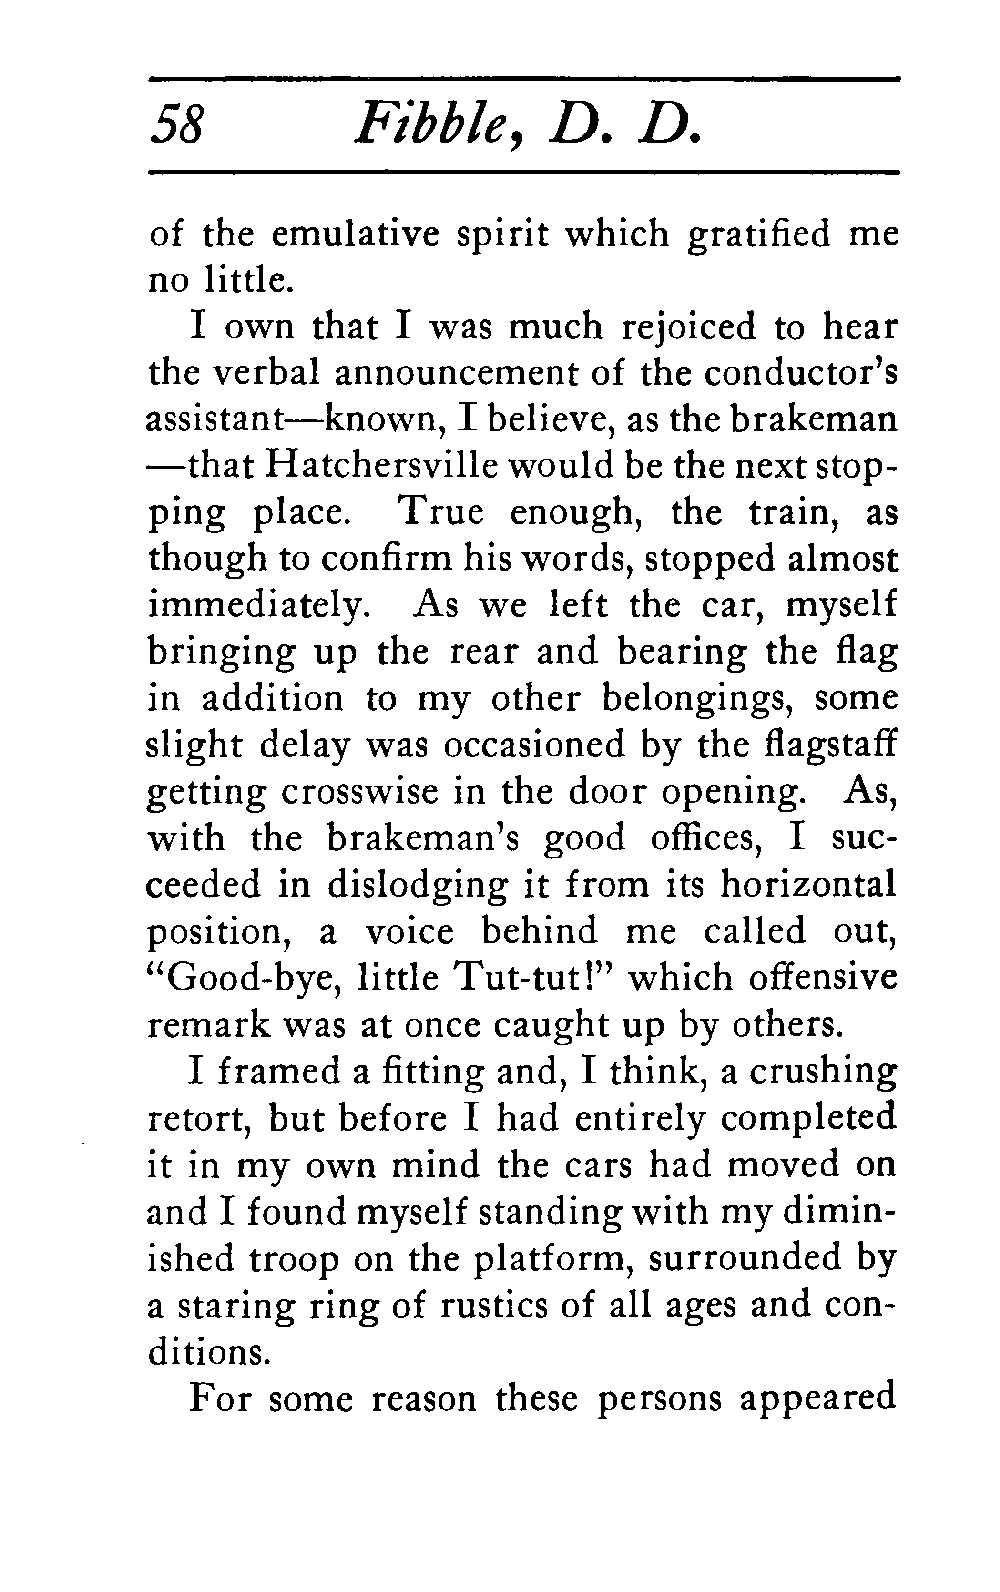 58 Fibble, D. D.
of the emulative spirit which gratified me
no little.
I own that I was much rejoiced to hear
the verbal announcement of the conductor's
assistant—known, I believe, as the brakeman
—that Hatchersville would be the next stop-
ping place. True enough, the train, as
though to confirm his words, stopped almost
immediately. As we left the car, myself
bringing up the rear and bearing the flag
in addition to my other belongings, some
slight delay was occasioned by the flagstaff
getting crosswise in the door opening. As,
with the brakeman's good offices, I suc-
ceeded in dislodging it from its horizontal
position, a voice behind me called out,
“Good-bye, little Tut-tut!” which offensive
remark was at once caught up by others.
I framed a fitting and, I think, a crushing
retort, but before I had entirely completed
it in my own mind the cars had moved on
and I found myself standing with my dimin-
ished troop on the platform, surrounded by
a staring ring of rustics of all ages and con-
ditions.
For some reason these persons appeared